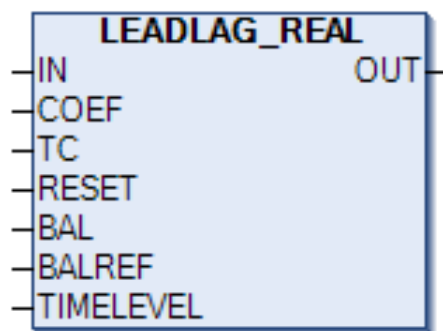 LEADLAG_REAL
IN OUT
COEF
TC
RESET
BAL
BALREF
TIMELEVEL